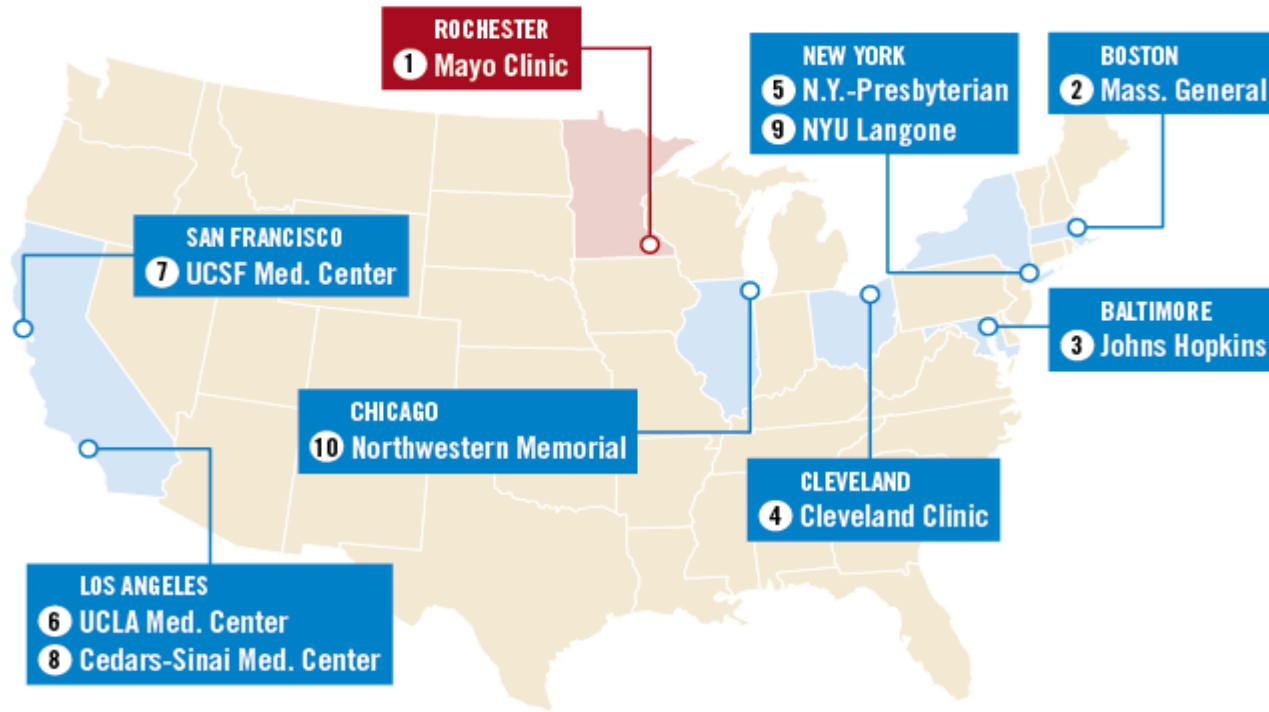 ROCHESTER
1 Mayo Clinic
NEW YORK
5 N.Y.-Presbyterian
9 NYU Langone
BOSTON
2 Mass. General
SAN FRANCISCO
7 UCSF Med. Center
BALTIMORE
3 Johns Hopkins
CHICAGO
10 Northwestern Memorial
CLEVELAND
4 Cleveland Clinic
LOS ANGELES
6 UCLA Med. Center
8 Cedars-Sinai Med. Center